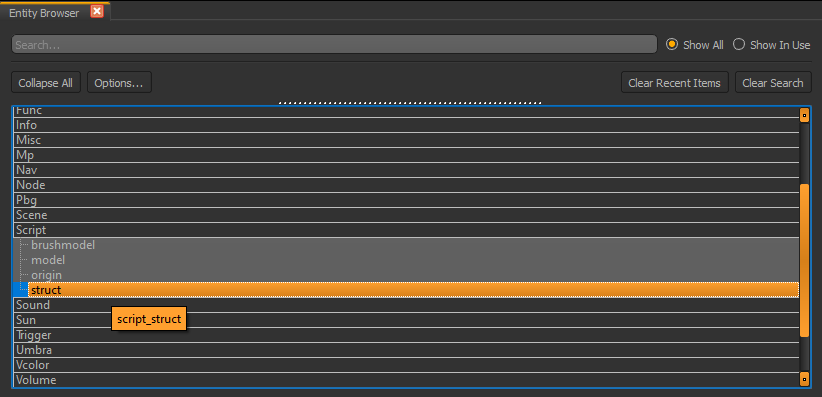 Entity Browser
Search... Show All Show In Use
Collapse All Options... Clear Recent Items Clear Search
Func
Info
Misc
Mp
Nav
Node
Pbg
Scene
Script
brushmodel
model
origin
struct
Sound
Sun
script_struct
Trigger
Umbra
Vcolor
Volume